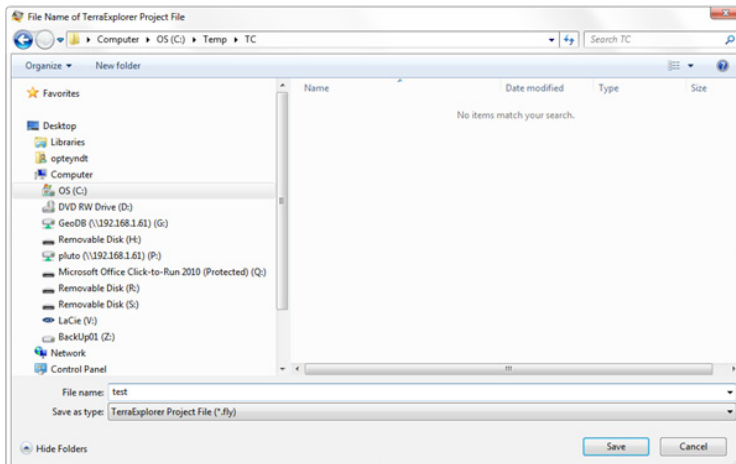 File Name of TerraExplorer Project File
Computer OS (C:) Temp TC
Search TC
Organize New folder
Name Date modified Type Size
No items match your search.
Favorites
Desktop
Libraries
opteyndt
Computer
OS (C:)
DVD RW Drive (D:)
GeoDB (\\192.168.1.61) (G:)
Removable Disk (H:)
pluto (\\192.168.1.61) (P:)
Microsoft Office Click-to-Run 2010 (Protected) (Q:)
Removable Disk (R:)
Removable Disk (S:)
LaCie (V:)
BackUp01 (Z:)
Network
Control Panel
File name: test
Save as type: TerraExplorer Project File (*.fly)
Hide Folders
Save Cancel